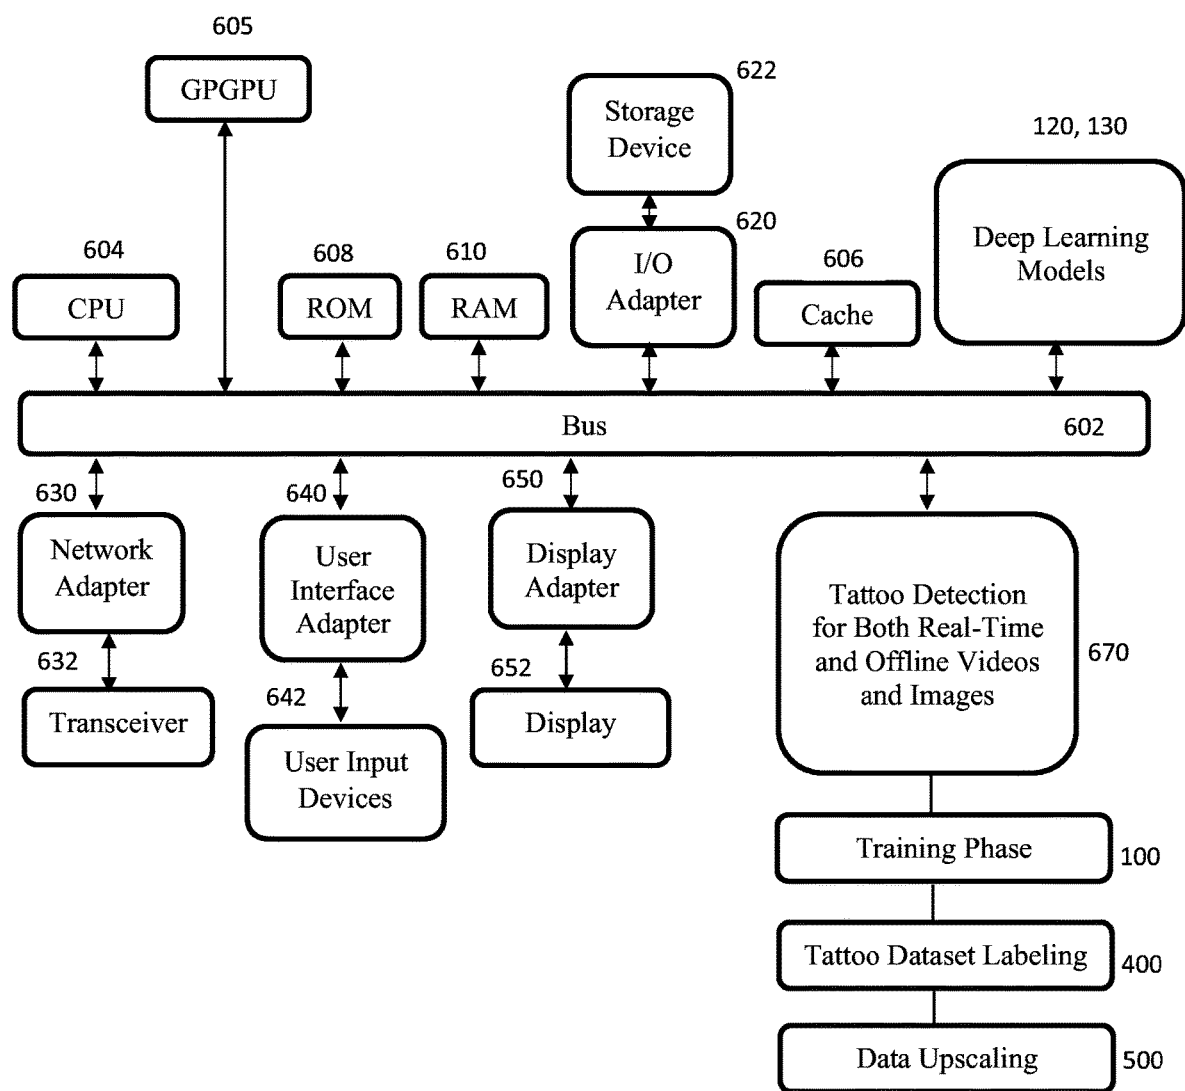 605
GPGPU
622
Storage
Device
120, 130
Deep Learning
Models
604
CPU
608
ROM
610
RAM
620
I/O
Adapter
606
Cache
Bus
602
630
Network
Adapter
632
Transceiver
640
User
Interface
Adapter
642
User Input
Devices
650
Display
Adapter
652
Display
Tattoo Detection
for Both Real-Time
and Offline Videos
and Images
670
Training Phase
100
Tattoo Dataset Labeling
400
Data Upscaling
500